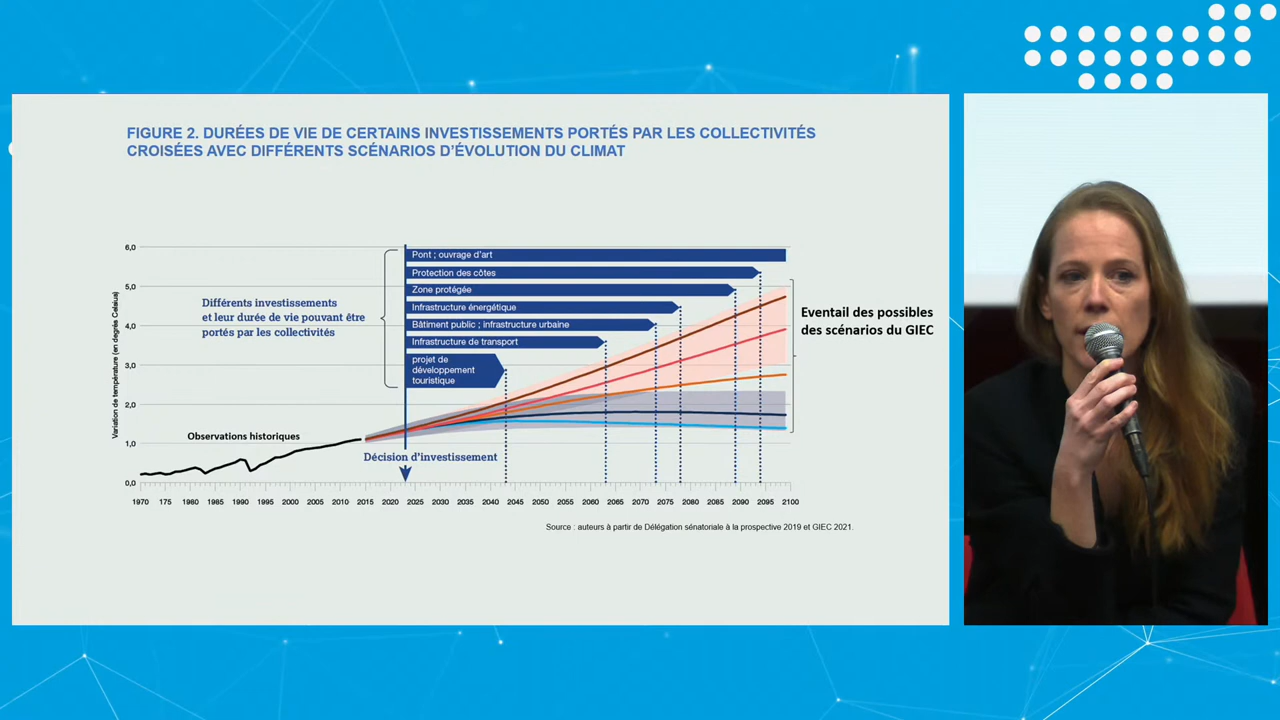 FIGURE 2. DURÉES DE VIE DE CERTAINS INVESTISSEMENTS PORTÉS PAR LES COLLECTIVITÉS
CROISÉES AVEC DIFFÉRENTS SCÉNARIOS D'ÉVOLUTION DU CLIMAT
Variation de température (en degrés Celsius)
6,0
5,0
4,0
3,0
2,0
1,0
0,0
Différents investissements
et leur durée de vie pouvant être
portés par les collectivités
Pont ; ouvrage d'art
Protection des côtes
Zone protégée
Infrastructure énergétique
Bâtiment public ; infrastructure urbaine
Infrastructure de transport
projet de
développement
touristique
Eventail des possibles
des scénarios du GIEC
Observations historiques
Décision d'investissement
1970 175 1980 1985 1990 1995 2000 2005 2010 2015 2020 2025 2030 2035 2040 2045 2050 2055 2060 2065 2070 2075 2080 2085 2090 2095 2100
Source : auteurs à partir de Délégation sénatoriale à la prospective 2019 et GIEC 2021.